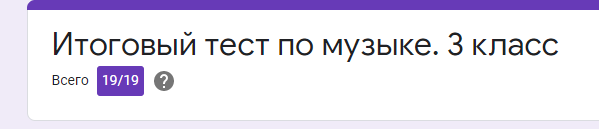 Итоговый тест по музыке. 3 класс
Всего 19/19 ?